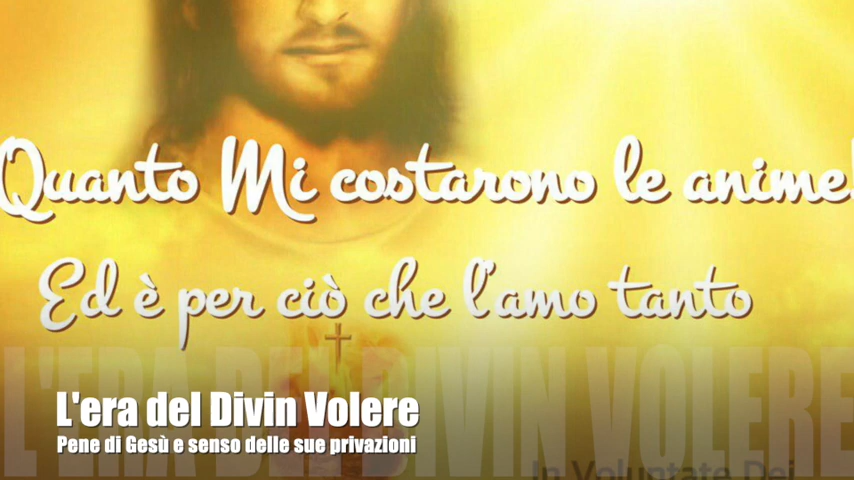 Quanto Mi costarono le anime!
Ed è per ciò che l'amo tanto
L'ERA DEL DIVIN VOLERE
L'era del Divin Volere
Pene di Gesù e senso delle sue privazioni
In Voluntate Dei